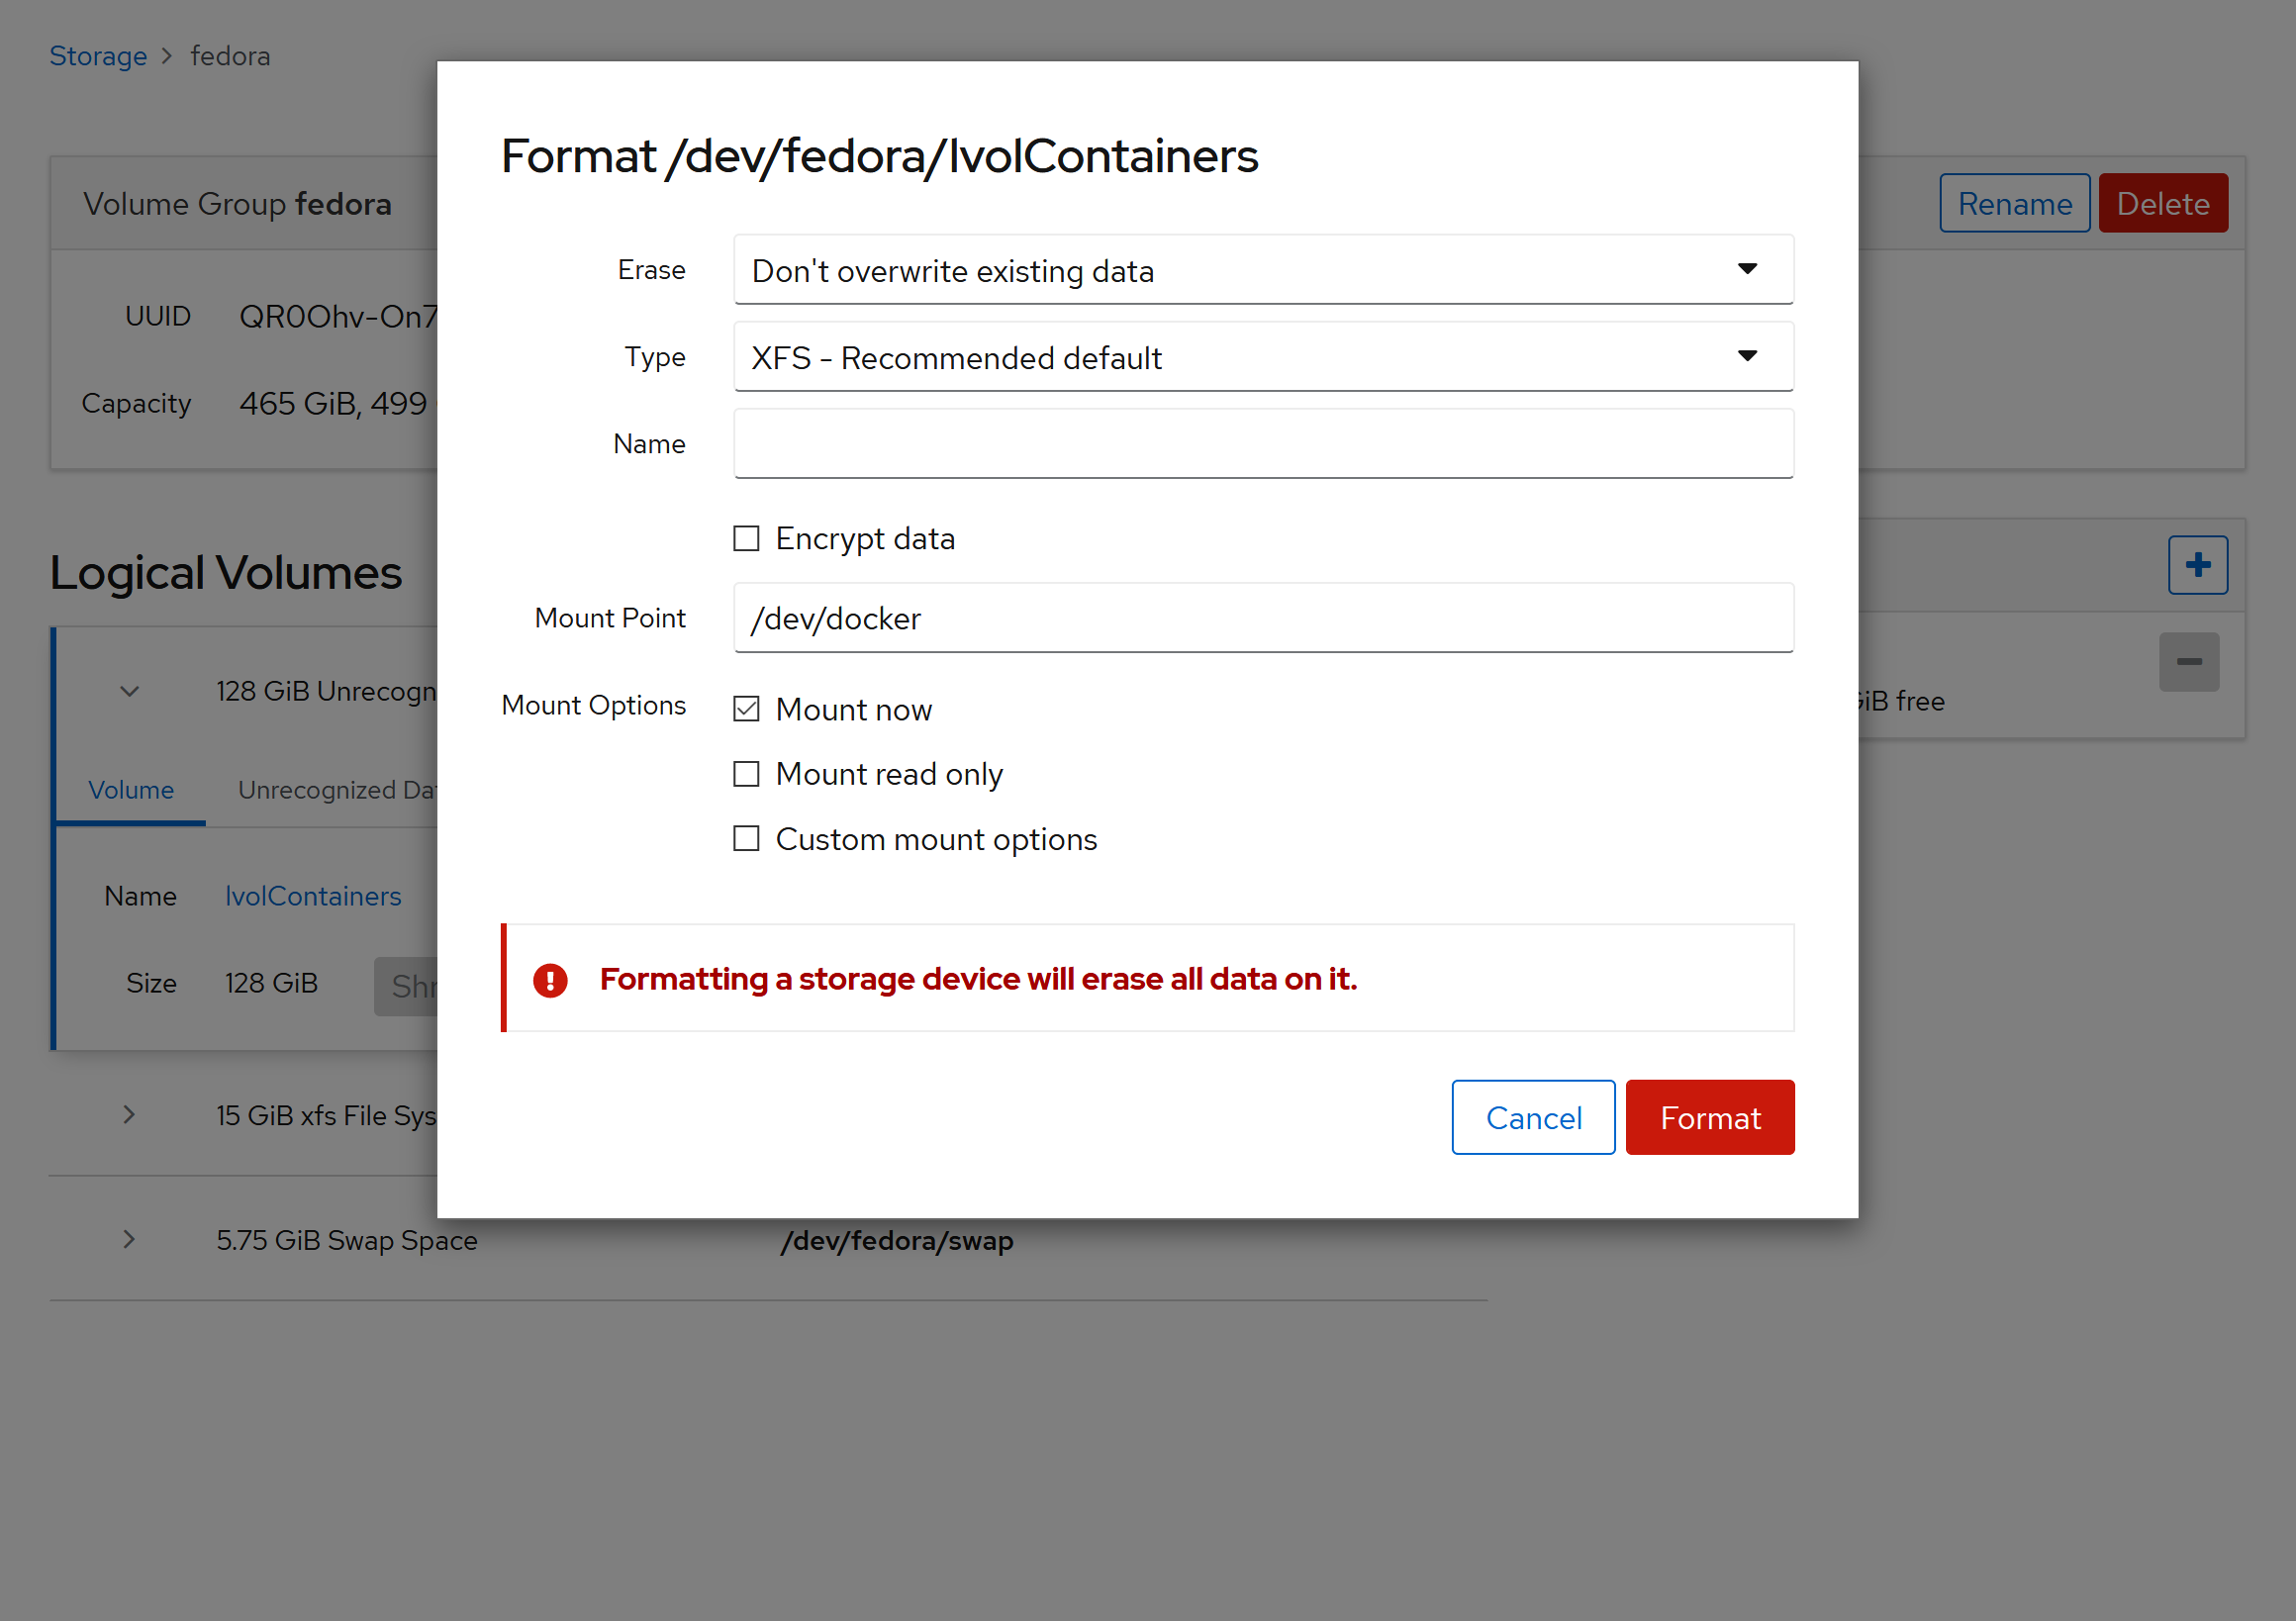 Storage > fedora
Volume Group fedora
Rename Delete
UUID QR0Ohv-On7
Capacity 465 GiB, 499
Logical Volumes
128 GiB Unrecogn
Volume Unrecognized Da
Name lvolContainers
Size 128 GiB Shr
15 GiB xfs File Sys
5.75 GiB Swap Space /dev/fedora/swap
GiB free
Format /dev/fedora/lvolContainers
Erase Don't overwrite existing data
Type XFS - Recommended default
Name
Encrypt data
Mount Point /dev/docker
Mount Options Mount now
Mount read only
Custom mount options
Formatting a storage device will erase all data on it.
Cancel Format